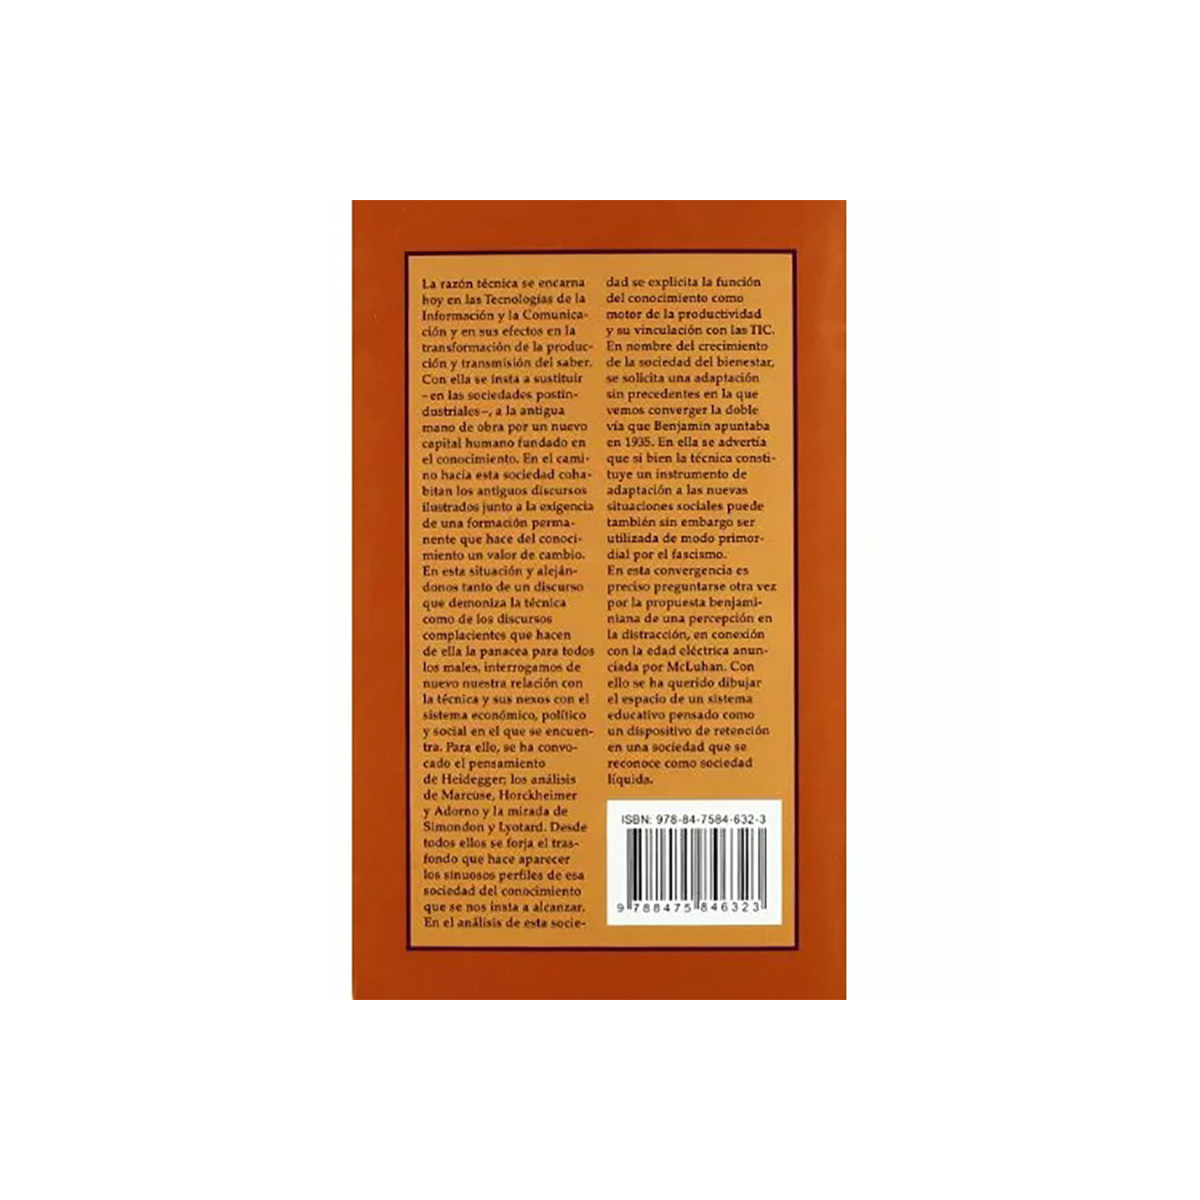 La razón técnica se encarna
hoy en las Tecnologías de la
Información y la Comunica-
ción y en sus efectos en la
transformación de la produc-
ción y transmisión del saber.
Con ella se insta a sustituir
–en las sociedades postin-
dustriales–, a la antigua
mano de obra por un nuevo
capital humano fundado en
el conocimiento. En el cami-
no hacia esta sociedad coha-
bitan los antiguos discursos
ilustrados junto a la exigencia
de una formación perma-
nente que hace del conoci-
miento un valor de cambio.
En esta situación y aleján-
donos tanto de un discurso
que demoniza la técnica
como de los discursos
complacientes que hacen
de ella la panacea para todos
los males, interrogamos de
nuevo nuestra relación con
la técnica y sus nexos con el
sistema económico, político
y social en el que se encuen-
tra. Para ello, se ha convo-
cado el pensamiento
de Heidegger; los análisis
de Marcuse, Horckheimer
y Adorno y la mirada de
Simondon y Lyotard. Desde
todos ellos se forja el tras-
fondo que hace aparecer
los sinuosos perfiles de esa
sociedad del conocimiento
que se nos insta a alcanzar.
En el análisis de esta socie-
dad se explicita la función
del conocimiento como
motor de la productividad
y su vinculación con las TIC.
En nombre del crecimiento
de la sociedad del bienestar,
se solicita una adaptación
sin precedentes en la que
vemos converger la doble
vía que Benjamin apuntaba
en 1935. En ella se advertía
que si bien la técnica consti-
tuye un instrumento de
adaptación a las nuevas
situaciones sociales puede
también sin embargo ser
utilizada de modo primor-
dial por el fascismo.
En esta convergencia es
preciso preguntarse otra vez
por la propuesta benjami-
niana de una percepción en
la distracción, en conexión
con la edad eléctrica anun-
ciada por McLuhan. Con
ello se ha querido dibujar
el espacio de un sistema
educativo pensado como
un dispositivo de retención
en una sociedad que se
reconoce como sociedad
líquida.
ISBN: 978-84-7584-632-3
9 788475 846323